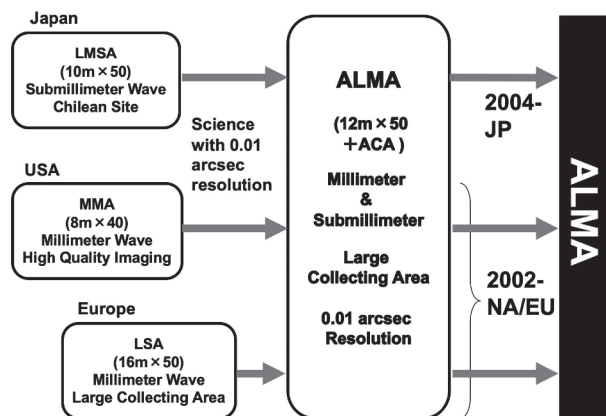 Japan
LMSA
(10m×50)
Submillimeter Wave
Chilean Site
USA
MMA
(8m×40)
Millimeter Wave
High Quality Imaging
Europe
LSA
(16m×50)
Millimeter Wave
Large Collecting Area
Science
with 0.01
arcsec
resolution
ALMA
(12m×50
+ACA )
Millimeter
&
Submillimeter
Large
Collecting Area
0.01 arcsec
Resolution
2004-
JP
2002-
NA/EU
ALMA